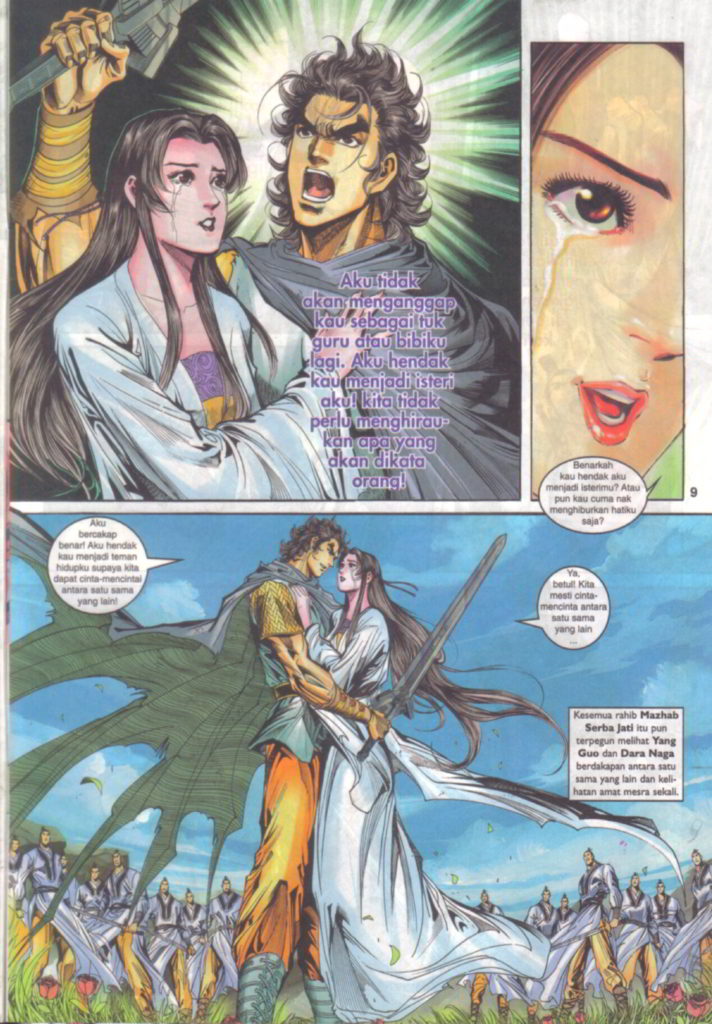 Aku tidak
akan menganggap
kau sebagai tuk
guru atau bibiku
lagi. Aku hendak
kau menjadi isteri
aku! kita tidak
perlu menghirau-
kan apa yang
akan dikata
orang!
Benarkah
kau hendak aku
menjadi isterimu? Atau
pun kau cuma nak
menghiburkan hatiku
saja?
9
Aku
bercakap
benar! Aku hendak
kau menjadi teman
hidupku supaya kita
dapat cinta-mencintai
antara satu sama
yang lain!
Ya,
betul! Kita
mesti cinta-
mencinta antara
satu sama
yang lain
...
Kesemua rahib Mazhab
Serba Jati itu pun
terpegun melihat Yang
Guo dan Dara Naga
berdakapan antara satu
sama yang lain dan keli-
hatan amat mesra sekali.